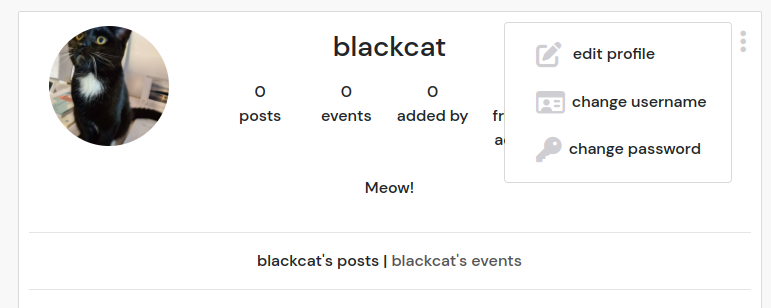 blackcat
0 0 0
posts events added by
Meow!
edit profile
change username
change password
blackcat's posts | blackcat's events